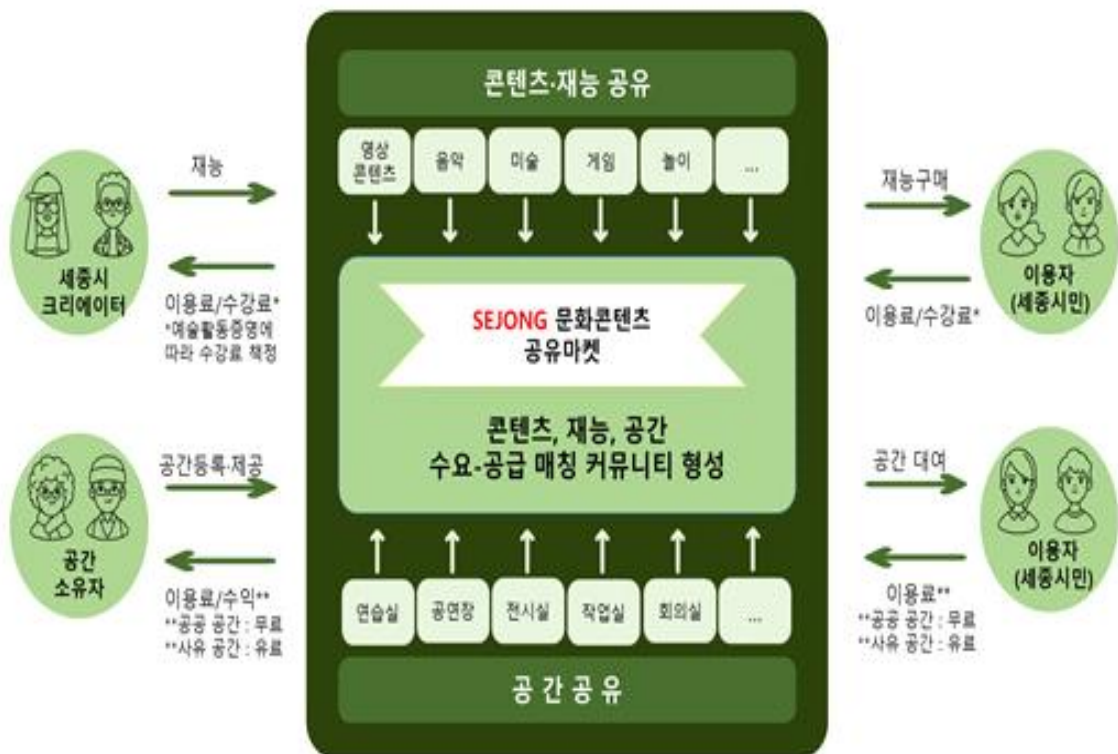 콘텐츠·재능 공유
영상
콘텐츠
음악
미술
게임
놀이
...
재능
세종시
크리에이터
이용료/수강료*
*예술활동증명에
따라 수강료 책정
재능구매
이용자
(세종시민)
이용료/수강료*
SEJONG 문화콘텐츠
공유마켓
콘텐츠, 재능, 공간
수요-공급 매칭 커뮤니티 형성
공간등록·제공
공간
소유자
이용료/수익**
**공공 공간 : 무료
**사유 공간 : 유료
공간 대여
이용자
(세종시민)
이용료**
**공공 공간 : 무료
**사유 공간 : 유료
연습실
공연장
전시실
작업실
회의실
...
공 간 공 유